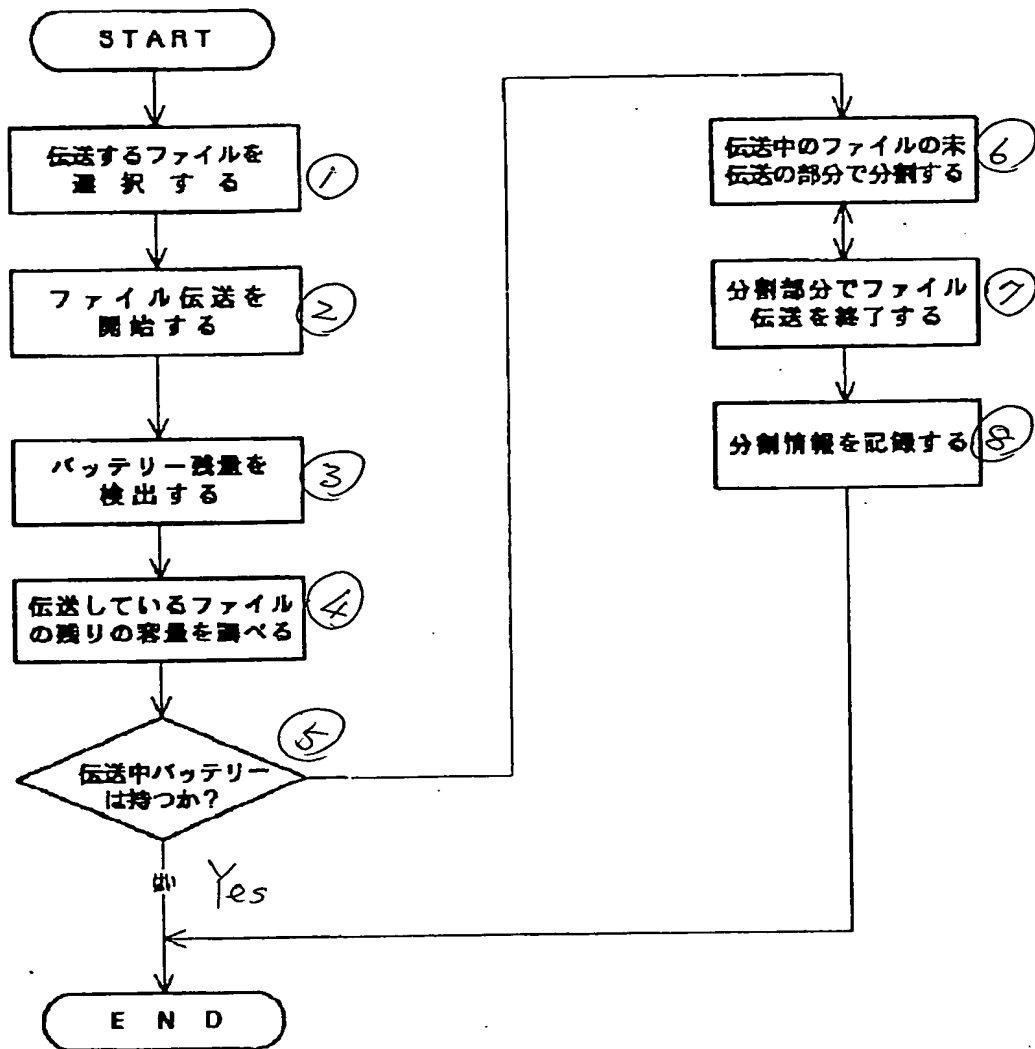 START
伝送するファイルを
選択する
①
ファイル伝送を
開始する
②
バッテリー残量を
検出する
③
伝送しているファイル
の残りの容量を調べる
④
伝送中バッテリー
は持つか?
⑤
はい
Yes
END
伝送中のファイルの未
伝送の部分で分割する
⑥
分割部分でファイル
伝送を終了する
⑦
分割情報を記録する
⑧